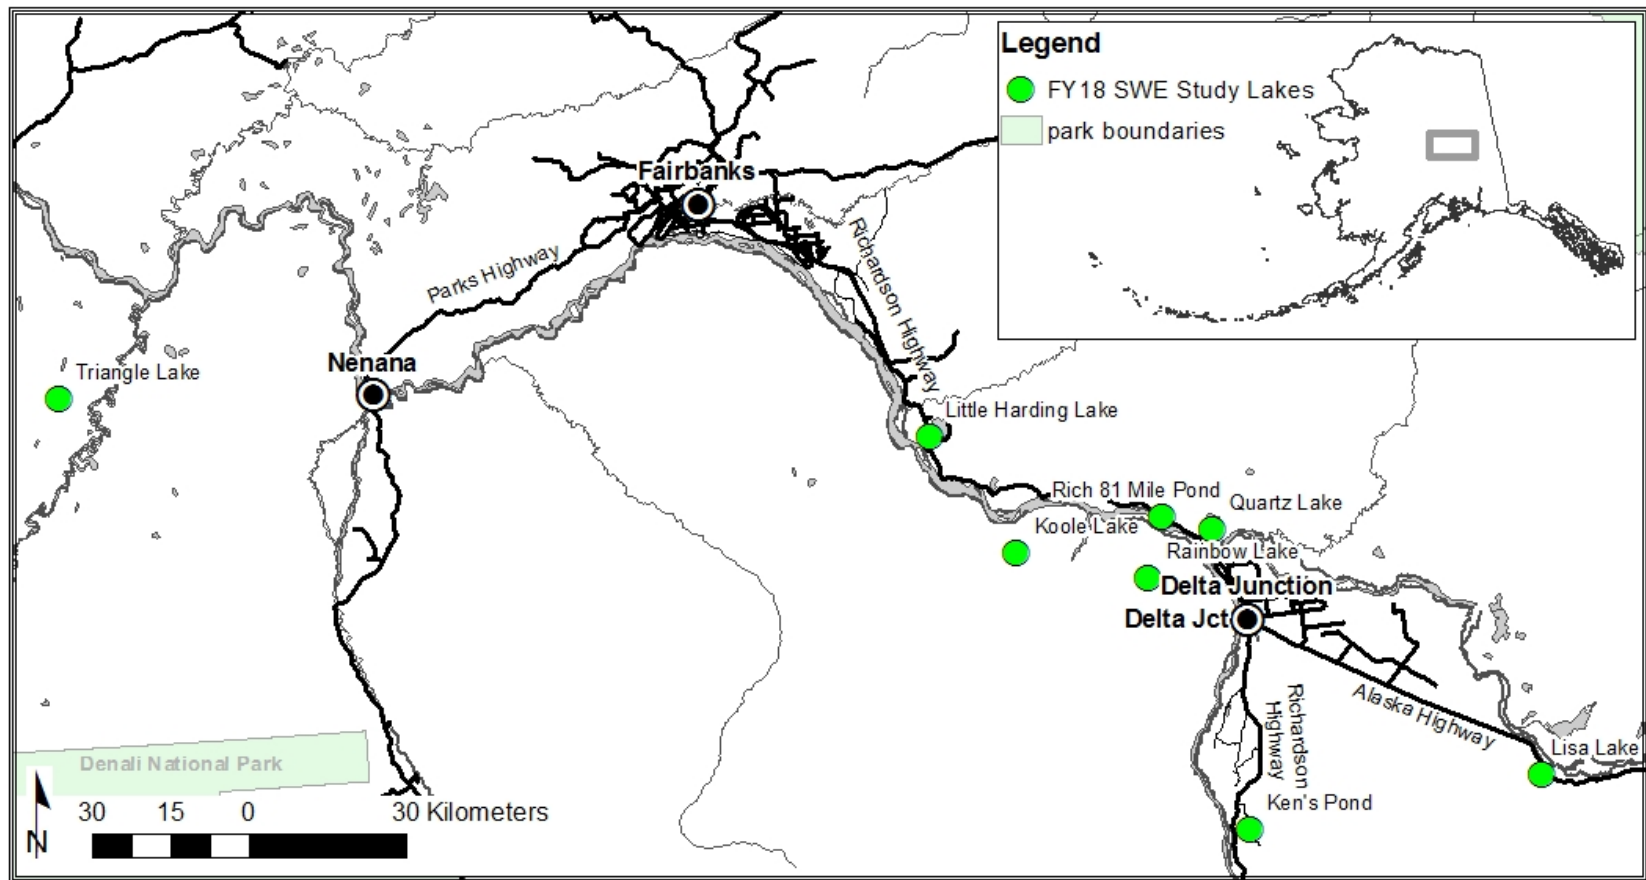 Legend
FY18 SWE Study Lakes
park boundaries
Fairbanks
Parks Highway
Richardson Highway
Nenana
Triangle Lake
Little Harding Lake
Rich 81 Mile Pond
Quartz Lake
Koole Lake
Rainbow Lake
Delta Junction
Delta Jct
Alaska Highway
Richardson
Highway
Lisa Lake
Ken's Pond
Denali National Park
30 15 0 30 Kilometers
N